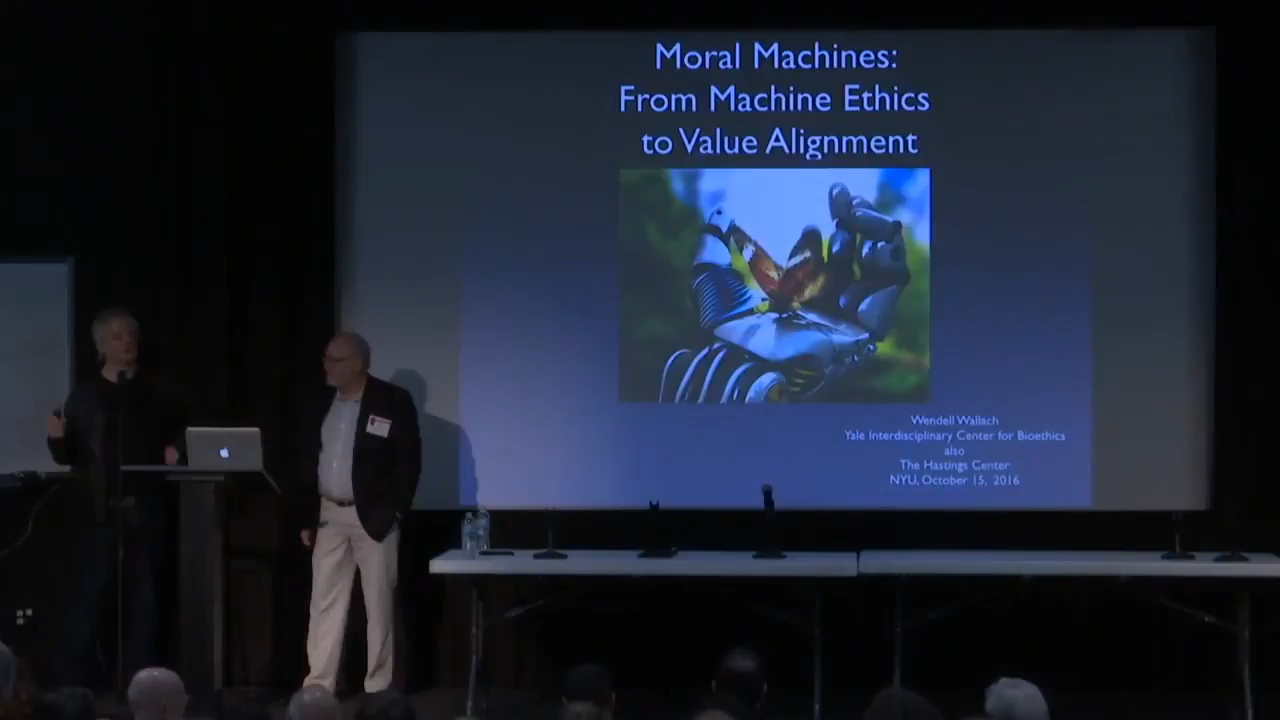 Moral Machines:
From Machine Ethics
to Value Alignment
Wendell Wallach
Yale Interdisciplinary Center for Bioethics
also
The Hastings Center
NYU, October 15, 2016